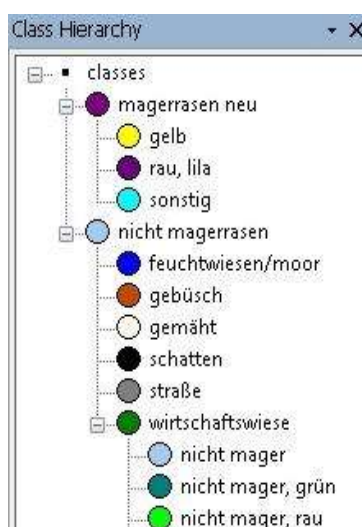 Class Hierarchy
classes
magerrasen neu
gelb
rau, lila
sonstig
nicht magerrasen
feuchtwiesen/moor
gebüsch
gemäht
schatten
straße
wirtschaftswiese
nicht mager
nicht mager, grün
nicht mager, rau